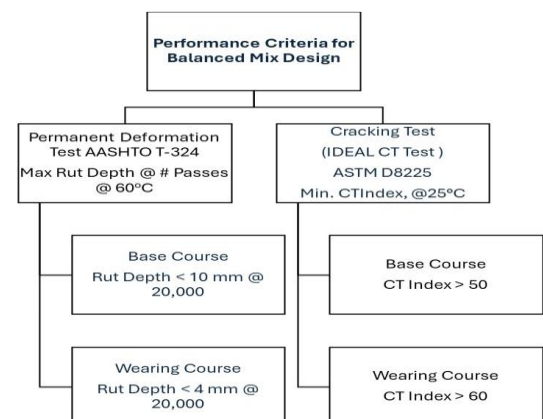 Performance Criteria for
Balanced Mix Design
Permanent Deformation
Test AASHTO T-324
Max Rut Depth @ # Passes
@ 60°C
Cracking Test
(IDEAL CT Test )
ASTM D8225
Min. CTIndex, @25°C
Base Course
Rut Depth < 10 mm @
20,000
Base Course
CT Index > 50
Wearing Course
Rut Depth < 4 mm @
20,000
Wearing Course
CT Index > 60